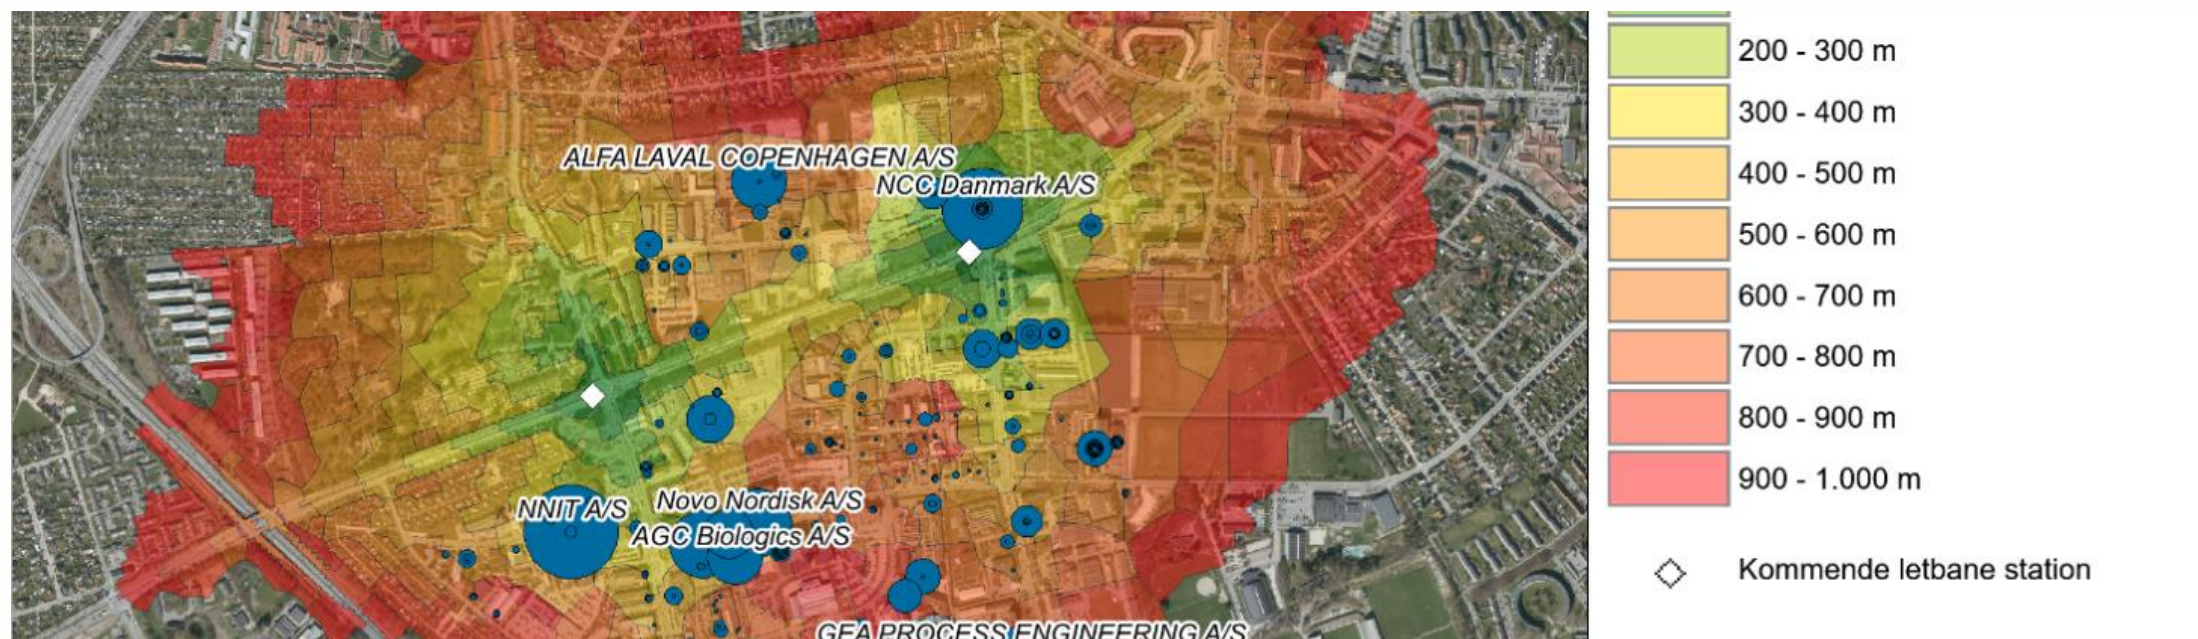 ALFA LAVAL COPENHAGEN A/S
NCC Danmark A/S
NNIT A/S
Novo Nordisk A/S
AGC Biologics A/S
GEA PROCESS ENGINEERING A/S
200 - 300 m
300 - 400 m
400 - 500 m
500 - 600 m
600 - 700 m
700 - 800 m
800 - 900 m
900 - 1.000 m
Kommende letbane station